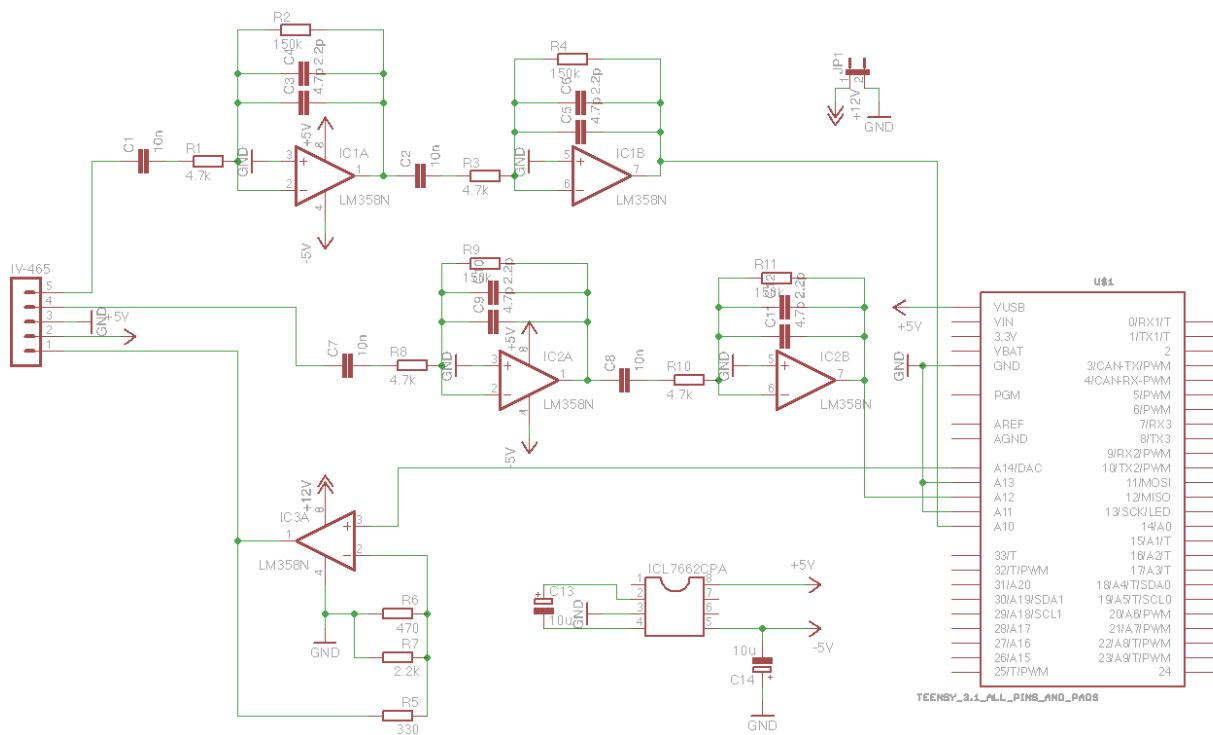 R2
150k
C4
2.2p
C3
4.7p
R4
150k
C6
2.2p
C5
4.7p
JP1
1
2
+12V
GND
C1
10n
R1
4.7k
GND
+5V
8
3
2
1
4
IC1A
LM358N
-5V
C2
10n
R3
4.7k
GND
5
6
7
IC1B
LM358N
IV-465
5
4
3
2
1
GND
+5V
R9
150k
2.2p
C9
4.7p
R11
150k
C12
2.2p
C11
4.7p
C7
10n
R8
4.7k
GND
+5V
8
3
2
1
4
IC2A
LM358N
-5V
C8
10n
R10
4.7k
GND
5
6
7
IC2B
LM358N
U$1
+5V
GND
VUSB
VIN
3.3V
YBAT
GND
PGM
AREF
AGND
A14/DAC
A13
A12
A11
A10
33/T
32/T/PWM
31/A20
30/A19/SDA1
29/A18/SCL1
28/A17
27/A16
26/A15
25/T/PWM
0/RX1/T
1/TX1/T
2
3/CAN-TX/PWM
4/CAN-RX-PWM
5/PWM
6/PWM
7/RX3
8/TX3
9/RX2/PWM
10/TX2/PWM
11/MOSI
12/MISO
13/SCK/LED
14/A0
15/A1/T
16/A2/T
17/A3/T
18/A4/T/SDA0
19/A5/T/SCL0
20/A6/PWM
21/A7/PWM
22/A8/T/PWM
23/A9/T/PWM
24
TEENSY_3.1_ALL_PINS_AND_PADS
+12V
IC3A
8
3
2
1
4
LM358N
GND
R6
470
R7
2.2k
R5
330
ICL7662CPA
C13
10u
GND
1
2
3
4
8
7
6
5
+5V
-5V
10u
C14
GND